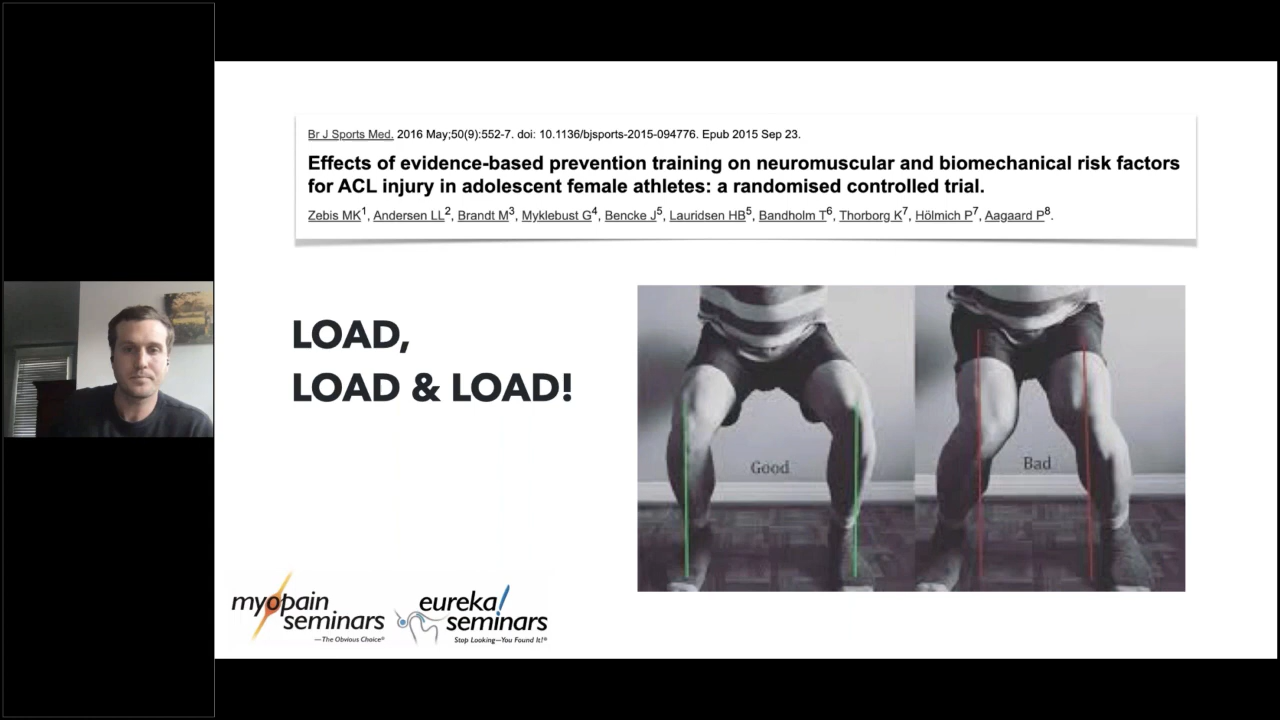 Br J Sports Med. 2016 May;50(9):552-7. doi: 10.1136/bjsports-2015-094776. Epub 2015 Sep 23.
Effects of evidence-based prevention training on neuromuscular and biomechanical risk factors
for ACL injury in adolescent female athletes: a randomised controlled trial.
Zebis MK1, Andersen LL2, Brandt M3, Myklebust G4, Bencke J5, Lauridsen HB5, Bandholm T6, Thorborg K7, Hölmich P7, Aagaard P8.
LOAD,
LOAD & LOAD!
Good
Bad
myopain
seminars
—The Obvious Choice®
eureka!
seminars
Stop Looking—You Found It!®